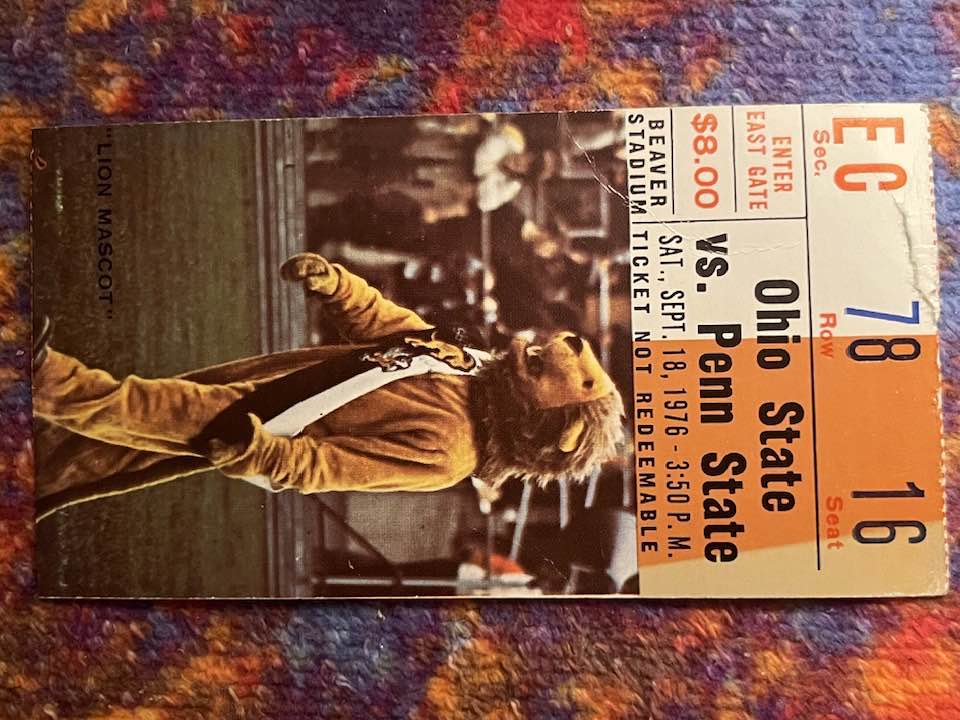 EC 78 16
Sec. Row Seat
Ohio State
vs. Penn State
ENTER
EAST GATE
$8.00
SAT., SEPT. 18, 1976 - 3:50 P.M.
BEAVER
STADIUM
TICKET NOT REDEEMABLE
"LION MASCOT"